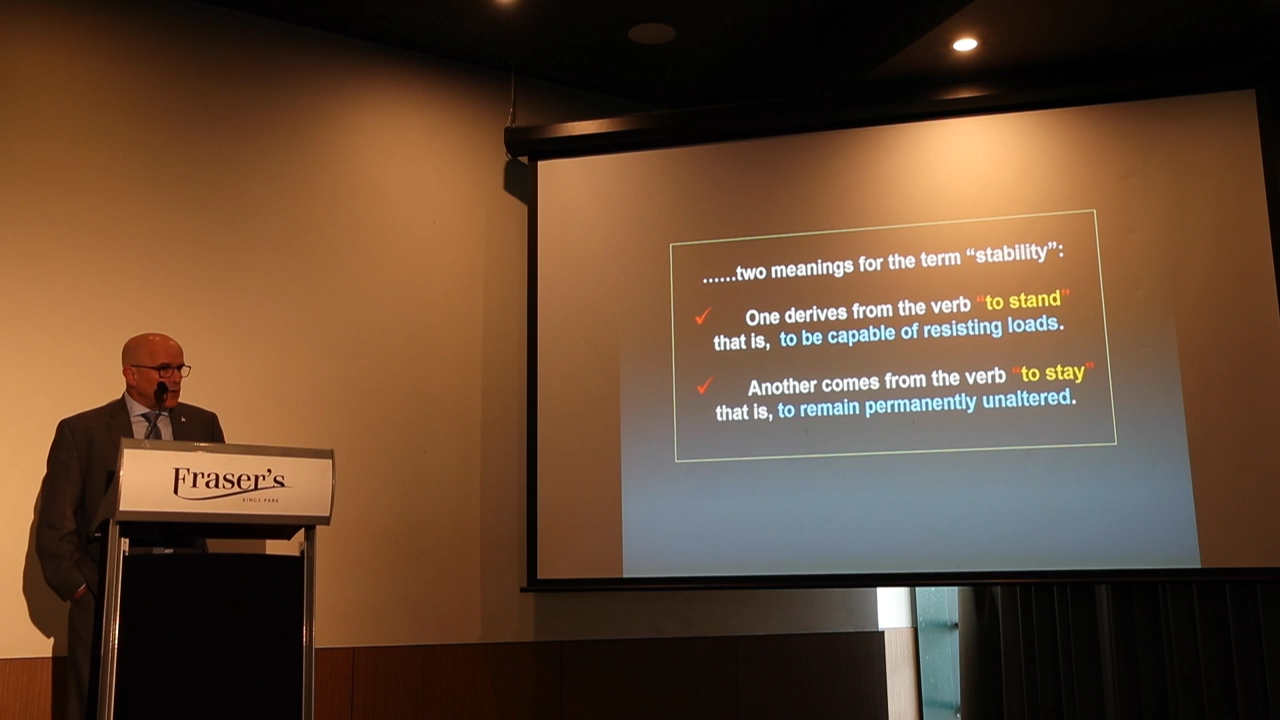 ......two meanings for the term “stability”:
✓ One derives from the verb "to stand"
that is, to be capable of resisting loads.
✓ Another comes from the verb "to stay"
that is, to remain permanently unaltered.
Fraser's
KINGS PARK